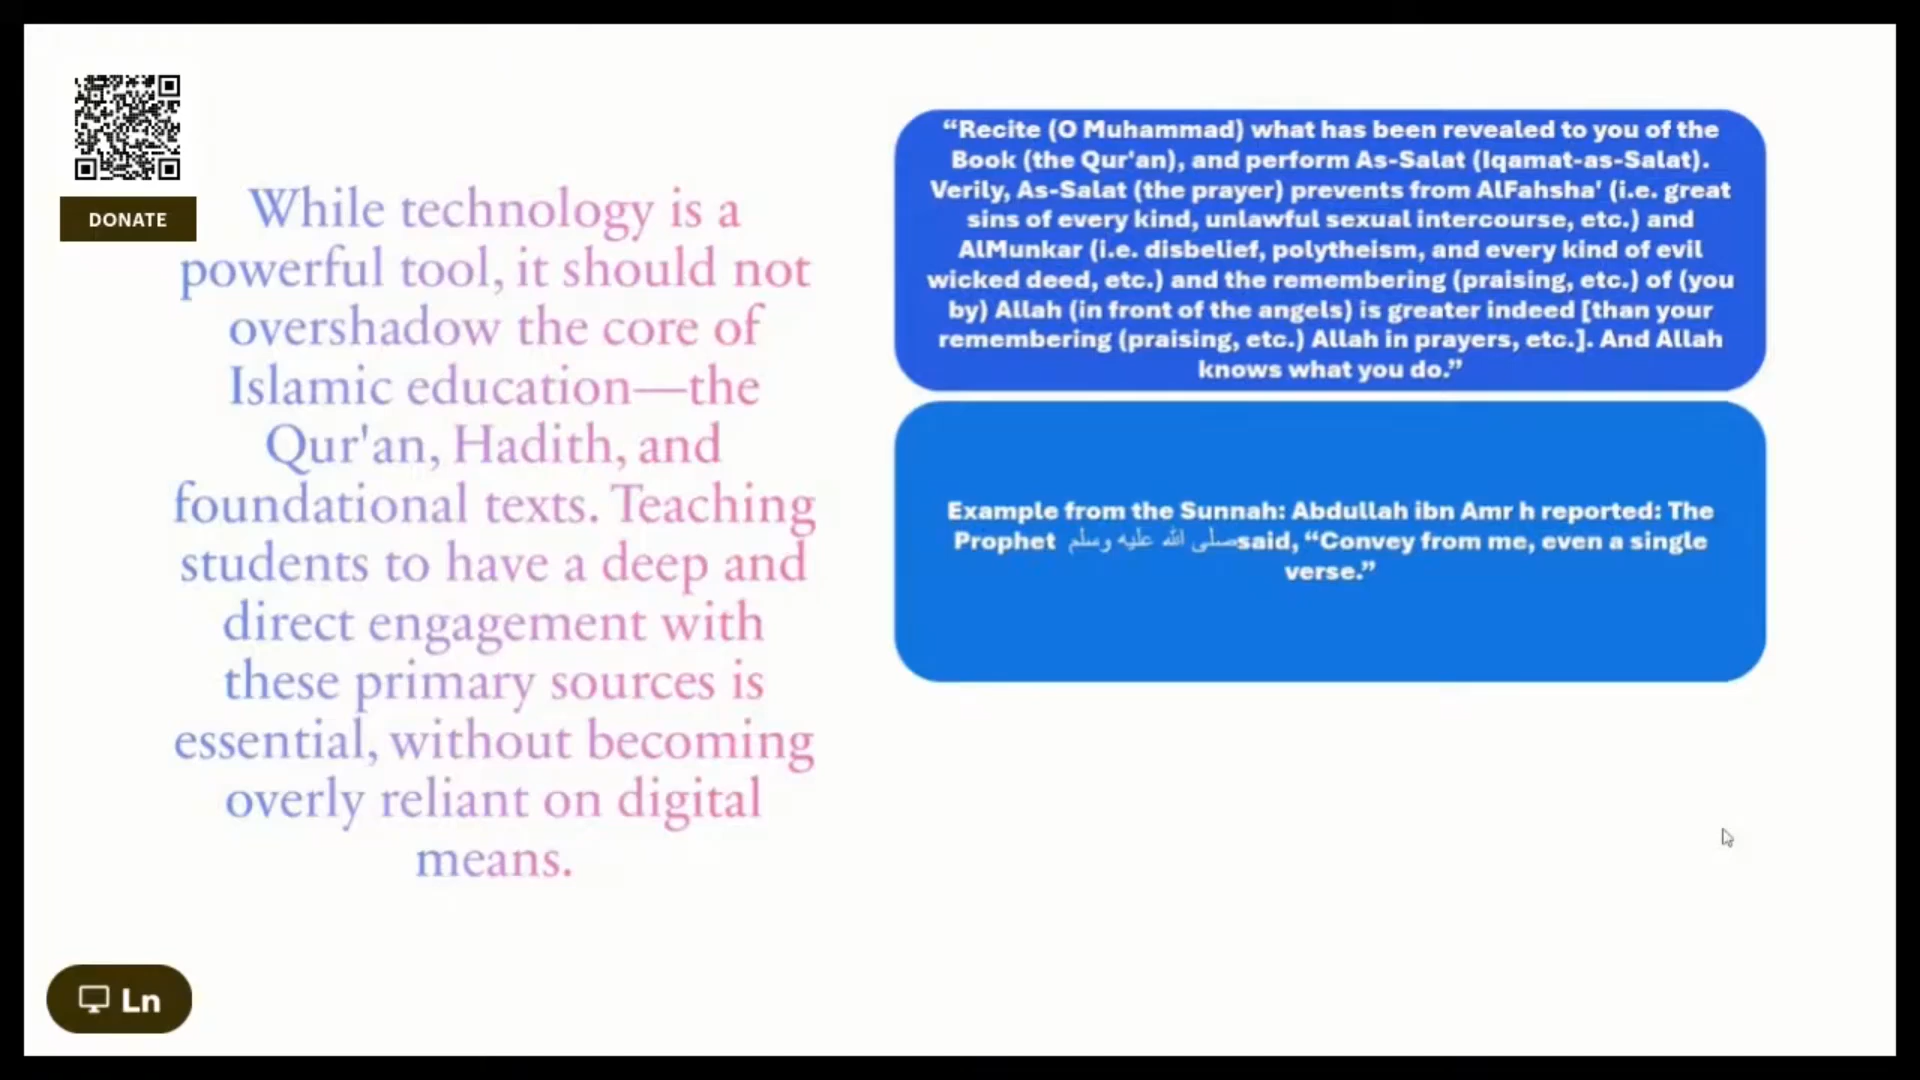 DONATE
While technology is a
powerful tool, it should not
overshadow the core of
Islamic education—the
Qur'an, Hadith, and
foundational texts. Teaching
students to have a deep and
direct engagement with
these primary sources is
essential, without becoming
overly reliant on digital
means.
“Recite (O Muhammad) what has been revealed to you of the
Book (the Qur'an), and perform As-Salat (Iqamat-as-Salat).
Verily, As-Salat (the prayer) prevents from AlFahsha' (i.e. great
sins of every kind, unlawful sexual intercourse, etc.) and
AlMunkar (i.e. disbelief, polytheism, and every kind of evil
wicked deed, etc.) and the remembering (praising, etc.) of (you
by) Allah (in front of the angels) is greater indeed [than your
remembering (praising, etc.) Allah in prayers, etc.]. And Allah
knows what you do.”
Example from the Sunnah: Abdullah ibn Amr h reported: The
Prophet صلى الله عليه وسلم said, “Convey from me, even a single
verse.”
Ln